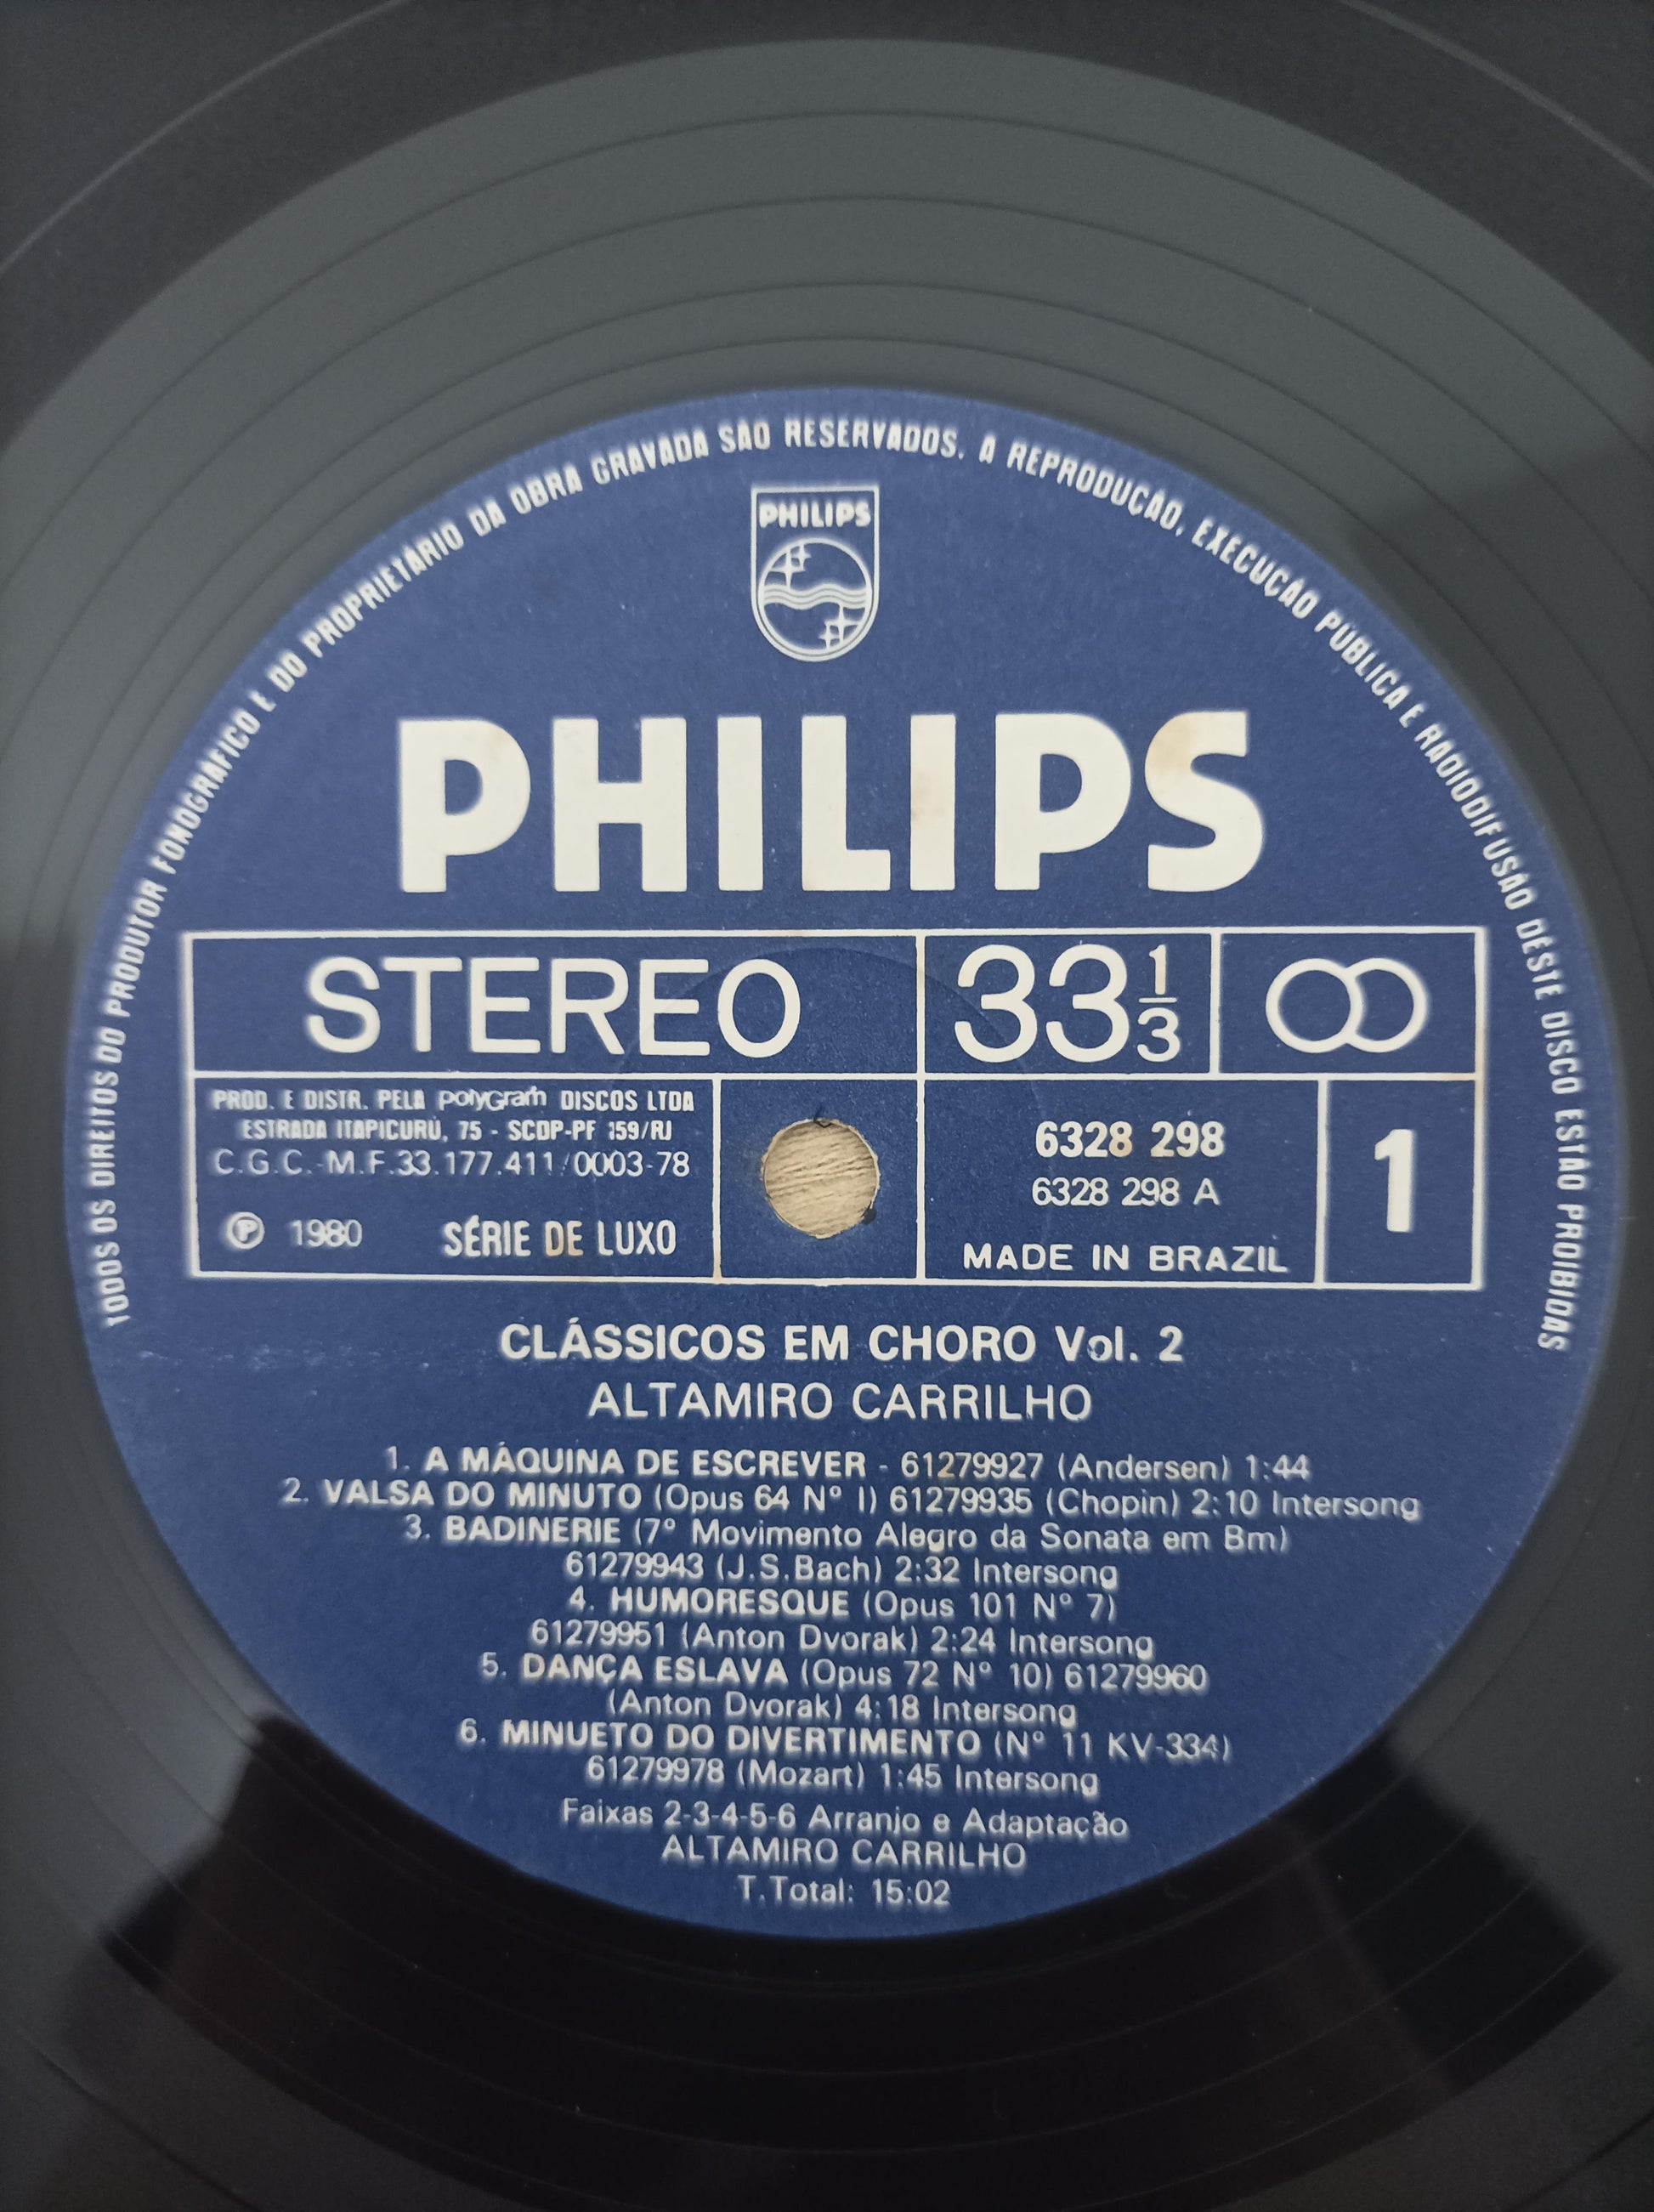 TODOS OS DIREITOS DO PRODUTOR FONOGRÁFICO E DO PROPRIETÁRIO DA OBRA GRAVADA SÃO RESERVADOS. A REPRODUÇÃO, EXECUÇÃO PÚBLICA E RADIODIFUSÃO DESTE DISCO ESTÃO PROIBIDAS
PHILIPS
PHILIPS
STEREO
33 1/3
PROD. E DISTR. PELA polyGram DISCOS LTDA
ESTRADA ITAPICURÚ, 75 - SCDP-PF 159/RJ
C.G.C.-M.F.33.177.411/0003-78
Ⓟ 1980 SÉRIE DE LUXO
6328 298
6328 298 A
MADE IN BRAZIL
1
CLÁSSICOS EM CHORO Vol. 2
ALTAMIRO CARRILHO
1. A MÁQUINA DE ESCREVER - 61279927 (Andersen) 1:44
2. VALSA DO MINUTO (Opus 64 Nº I) 61279935 (Chopin) 2:10 Intersong
3. BADINERIE (7º Movimento Alegro da Sonata em Bm)
61279943 (J.S.Bach) 2:32 Intersong
4. HUMORESQUE (Opus 101 Nº 7)
61279951 (Anton Dvorak) 2:24 Intersong
5. DANÇA ESLAVA (Opus 72 Nº 10) 61279960
(Anton Dvorak) 4:18 Intersong
6. MINUETO DO DIVERTIMENTO (Nº 11 KV-334)
61279978 (Mozart) 1:45 Intersong
Faixas 2-3-4-5-6 Arranjo e Adaptação
ALTAMIRO CARRILHO
T.Total: 15:02